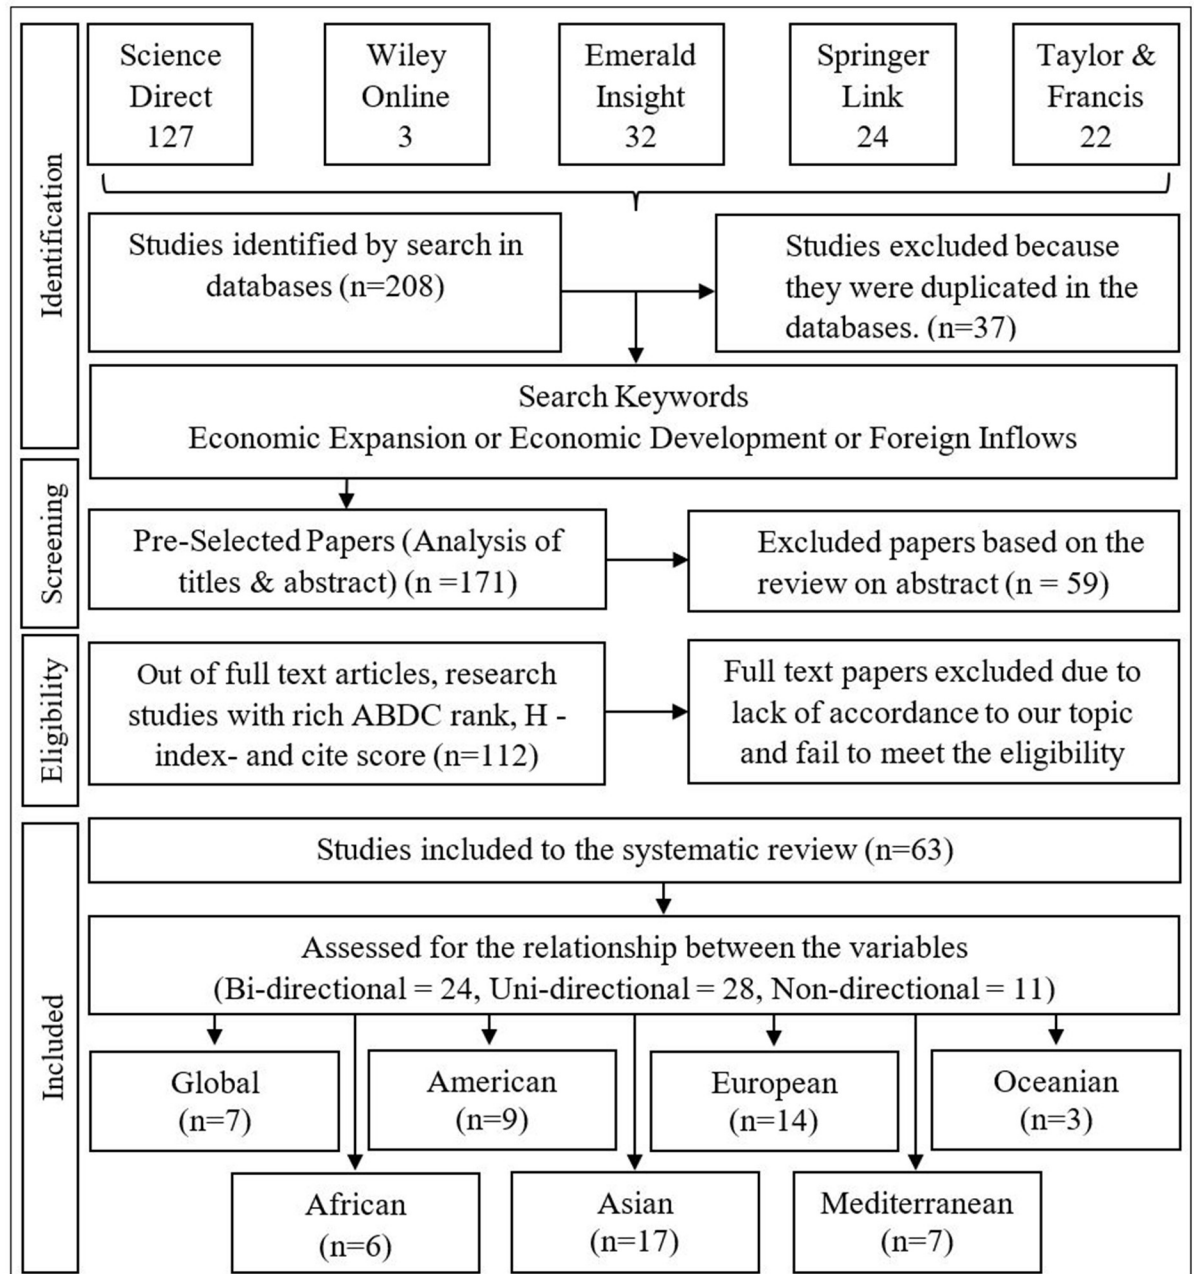 Identification
Science
Direct
127
Wiley
Online
3
Emerald
Insight
32
Springer
Link
24
Taylor &
Francis
22
Studies identified by search in
databases (n=208)
Studies excluded because
they were duplicated in the
databases. (n=37)
Search Keywords
Economic Expansion or Economic Development or Foreign Inflows
Screening
Pre-Selected Papers (Analysis of
titles & abstract) (n =171)
Excluded papers based on the
review on abstract (n = 59)
Eligibility
Out of full text articles, research
studies with rich ABDC rank, H -
index- and cite score (n=112)
Full text papers excluded due to
lack of accordance to our topic
and fail to meet the eligibility
Included
Studies included to the systematic review (n=63)
Assessed for the relationship between the variables
(Bi-directional = 24, Uni-directional = 28, Non-directional = 11)
Global
(n=7)
American
(n=9)
European
(n=14)
Oceanian
(n=3)
African
(n=6)
Asian
(n=17)
Mediterranean
(n=7)